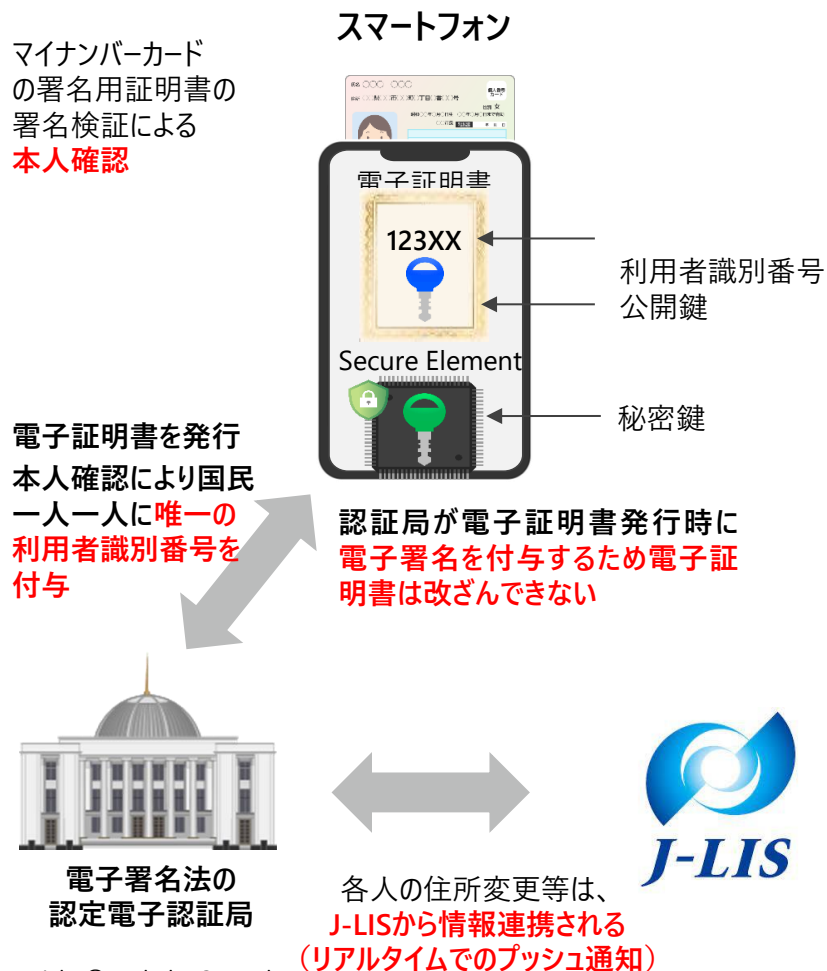 スマートフォン
マイナンバーカード
の署名用証明書の
署名検証による
本人確認
電子証明書
123XX
利用者識別番号
公開鍵
Secure Element
秘密鍵
電子証明書を発行
本人確認により国民
一人一人に唯一の
利用者識別番号を
付与
認証局が電子証明書発行時に
電子署名を付与するため電子証
明書は改ざんできない
J-LIS
電子署名法の
認定電子認証局
各人の住所変更等は、
J-LISから情報連携される
（リアルタイムでのプッシュ通知）